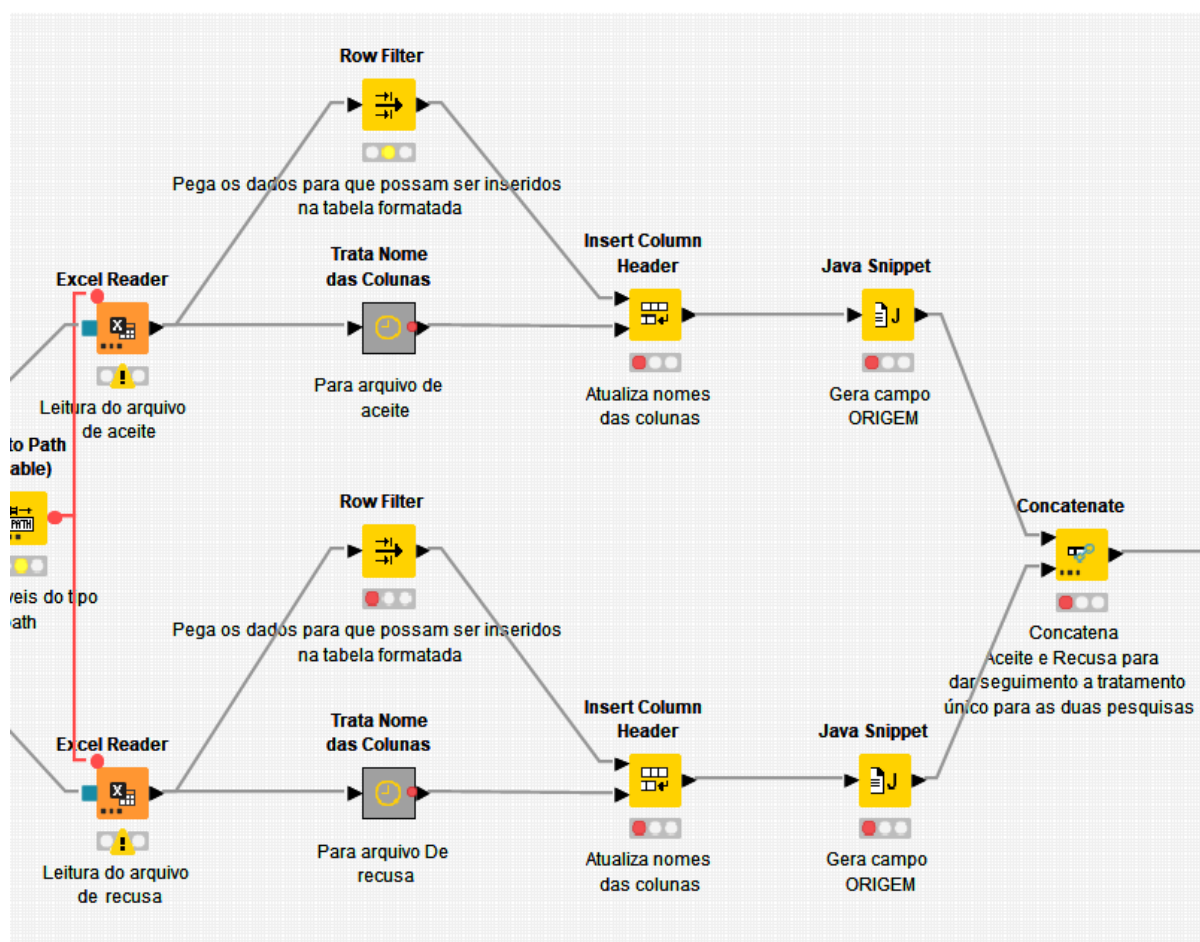 Row Filter
Pega os dados para que possam ser inseridos
na tabela formatada
Excel Reader
Leitura do arquivo
de aceite
Trata Nome
das Colunas
Para arquivo de
aceite
Insert Column
Header
Atualiza nomes
das colunas
Java Snippet
Gera campo
ORIGEM
to Path
able)
PATH
veis do tipo
ath
Row Filter
Pega os dados para que possam ser inseridos
na tabela formatada
Concatenate
Concatena
Aceite e Recusa para
dar seguimento a tratamento
único para as duas pesquisas
Excel Reader
Leitura do arquivo
de recusa
Trata Nome
das Colunas
Para arquivo De
recusa
Insert Column
Header
Atualiza nomes
das colunas
Java Snippet
Gera campo
ORIGEM